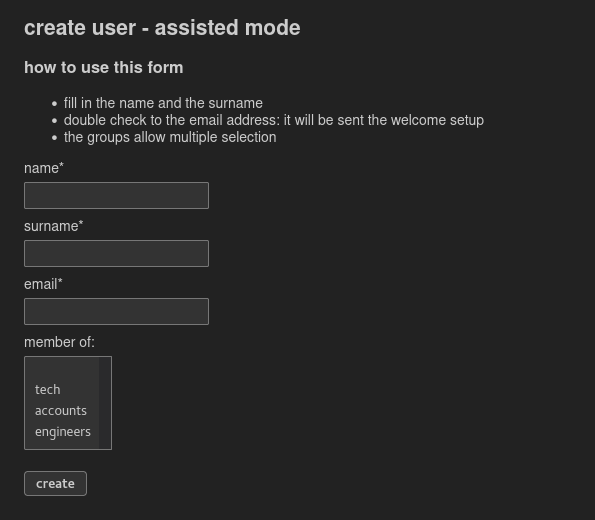 create user - assisted mode
how to use this form
• fill in the name and the surname
• double check to the email address: it will be sent the welcome setup
• the groups allow multiple selection
name*
surname*
email*
member of:
tech
accounts
engineers
create